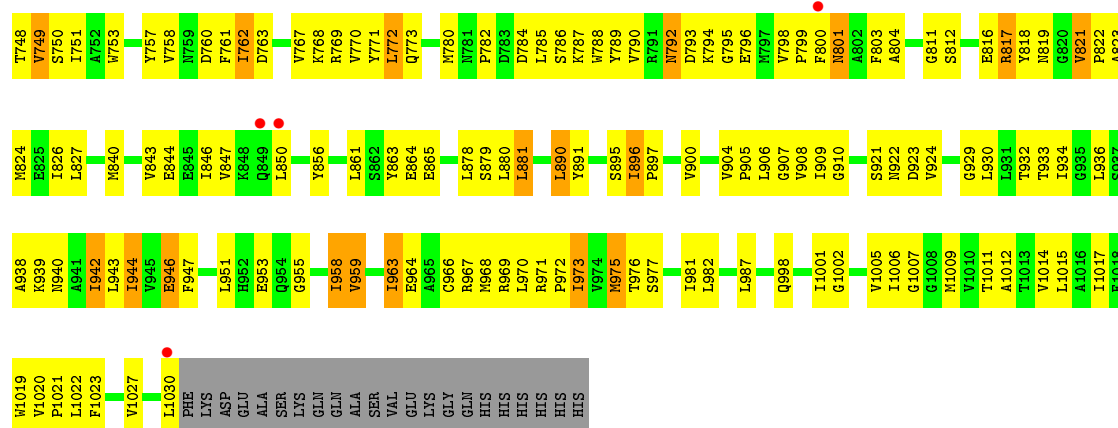 T748 V749 S750 I751 A752 W753 Y757 V758 N759 D760 F761 I762 D763 V767 K768 R769 V770 Y771 L772 Q773 M780 N781 P782 D783 D784 L785 S786 K787 W788 Y789 V790 R791 N792 D793 K794 G795 E796 M797 V798 P799 F800 N801 A802 F803 A804 G811 S812 E816 R817 Y818 N819 G820 V821 P822 A823
M824 E825 I826 L827 M840 V843 E844 E845 I846 V847 K848 Q849 L850 Y856 L861 S862 Y863 E864 E865 L878 S879 L880 L881 L890 Y891 S895 I896 P897 V900 V904 P905 L906 G907 V908 I909 G910 S921 N922 D923 V924 G929 L930 L931 T932 T933 I934 G935 L936 S937
A938 K939 N940 A941 I942 L943 I944 V945 E946 F947 L951 H952 E953 Q954 G955 I958 V959 I963 E964 A965 C966 R967 M968 R969 L970 R971 P972 I973 V974 M975 T976 S977 I981 L982 L987 Q998 I1001 G1002 V1005 I1006 G1007 G1008 M1009 V1010 T1011 A1012 T1013 V1014 L1015 A1016 I1017 F1018
W1019 V1020 P1021 L1022 F1023 V1027 L1030 PHE LYS ASP GLU ALA SER LYS GLN GLN ALA SER VAL GLU LYS GLY GLN HIS HIS HIS HIS HIS HIS